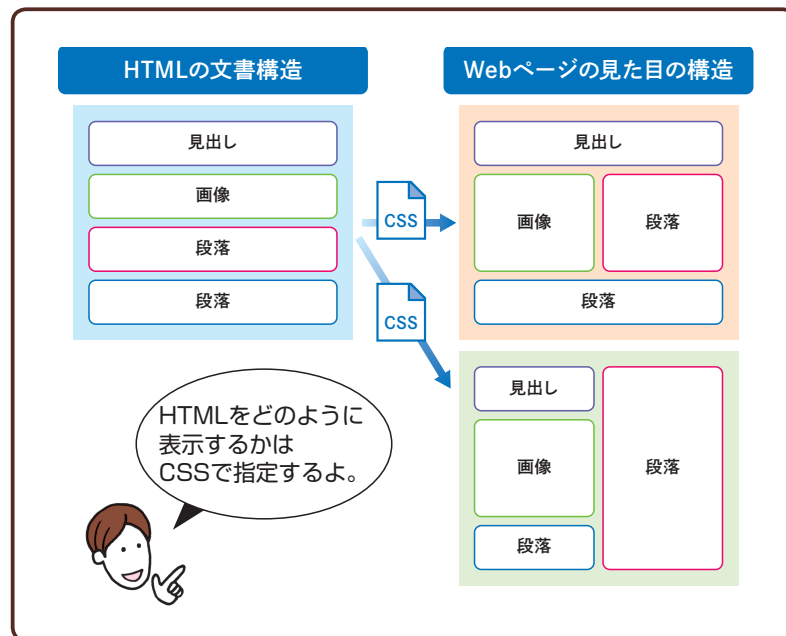 HTMLの文書構造
見出し
画像
段落
段落
CSS
CSS
Webページの見た目の構造
見出し
画像
段落
段落
見出し
画像
段落
段落
HTMLをどのように
表示するかは
CSSで指定するよ。